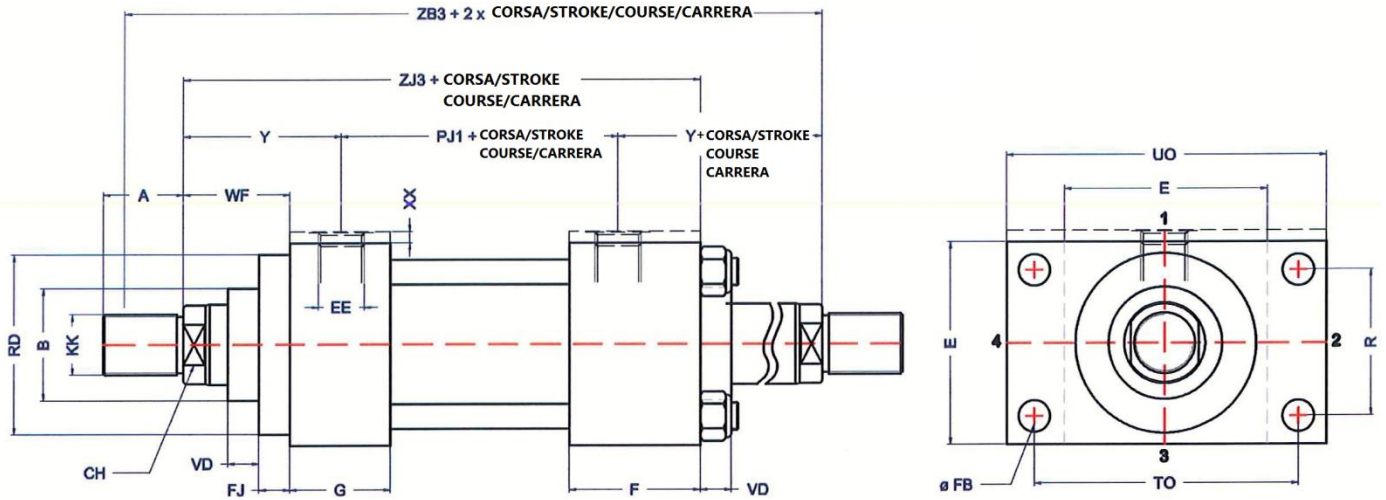 ZB3 + 2 x CORSA/STROKE/COURSE/CARRERA
ZJ3 + CORSA/STROKE
COURSE/CARRERA
Y
PJ1 + CORSA/STROKE
COURSE/CARRERA
Y+CORSA/STROKE
COURSE
CARRERA
A
WF
XX
EE
RD
B
KK
CH
VD
FJ
G
F
VD
UO
E
1
E
4
2
R
3
ø FB
TO